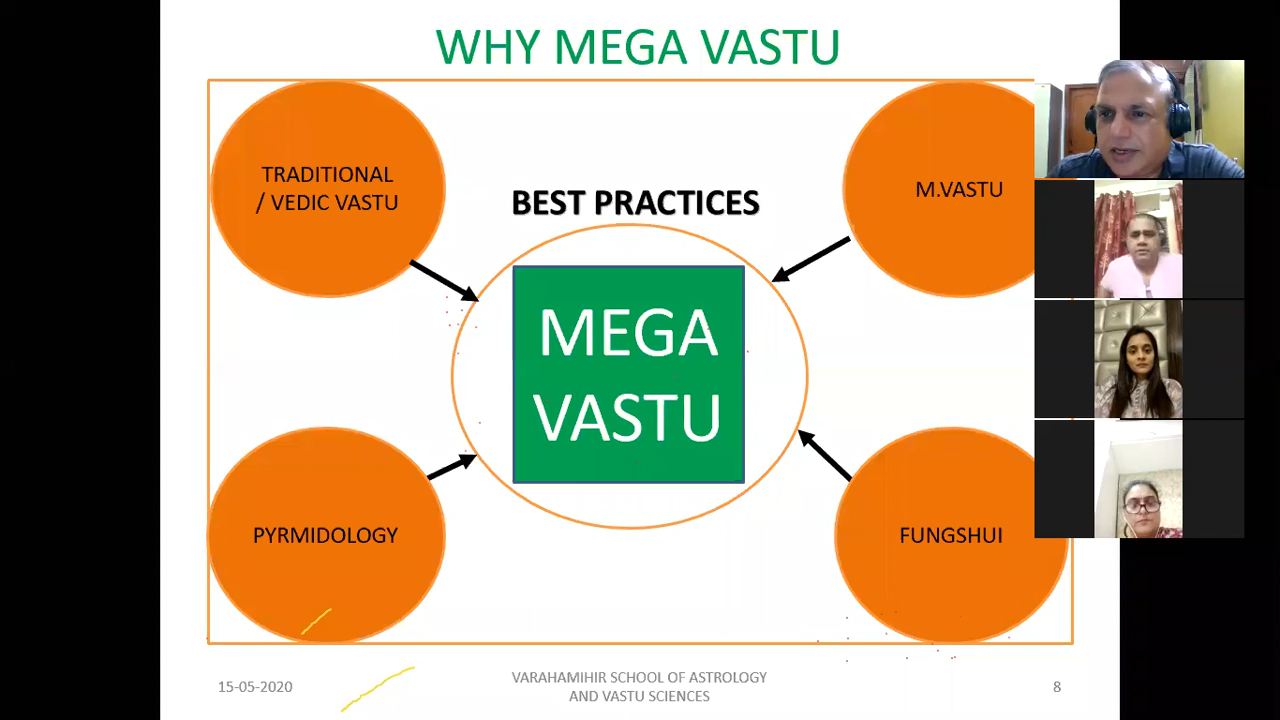 WHY MEGA VASTU
TRADITIONAL
/ VEDIC VASTU
M.VASTU
BEST PRACTICES
MEGA
VASTU
PYRMIDOLOGY
FUNGSHUI
15-05-2020
VARAHAMIHIR SCHOOL OF ASTROLOGY
AND VASTU SCIENCES
8